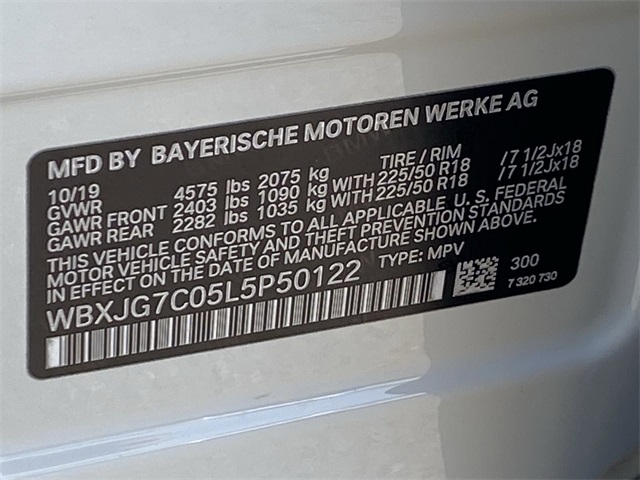 MFD BY BAYERISCHE MOTOREN WERKE AG
10/19 TIRE / RIM
GVWR 4575 lbs 2075 kg
GAWR FRONT 2403 lbs 1090 kg WITH 225/50 R18 /7 1/2Jx18
GAWR REAR 2282 lbs 1035 kg WITH 225/50 R18 /7 1/2Jx18
THIS VEHICLE CONFORMS TO ALL APPLICABLE U.S. FEDERAL
MOTOR VEHICLE SAFETY AND THEFT PREVENTION STANDARDS
IN EFFECT ON THE DATE OF MANUFACTURE SHOWN ABOVE.
WBXJG7C05L5P50122 TYPE: MPV
300
7 320 730